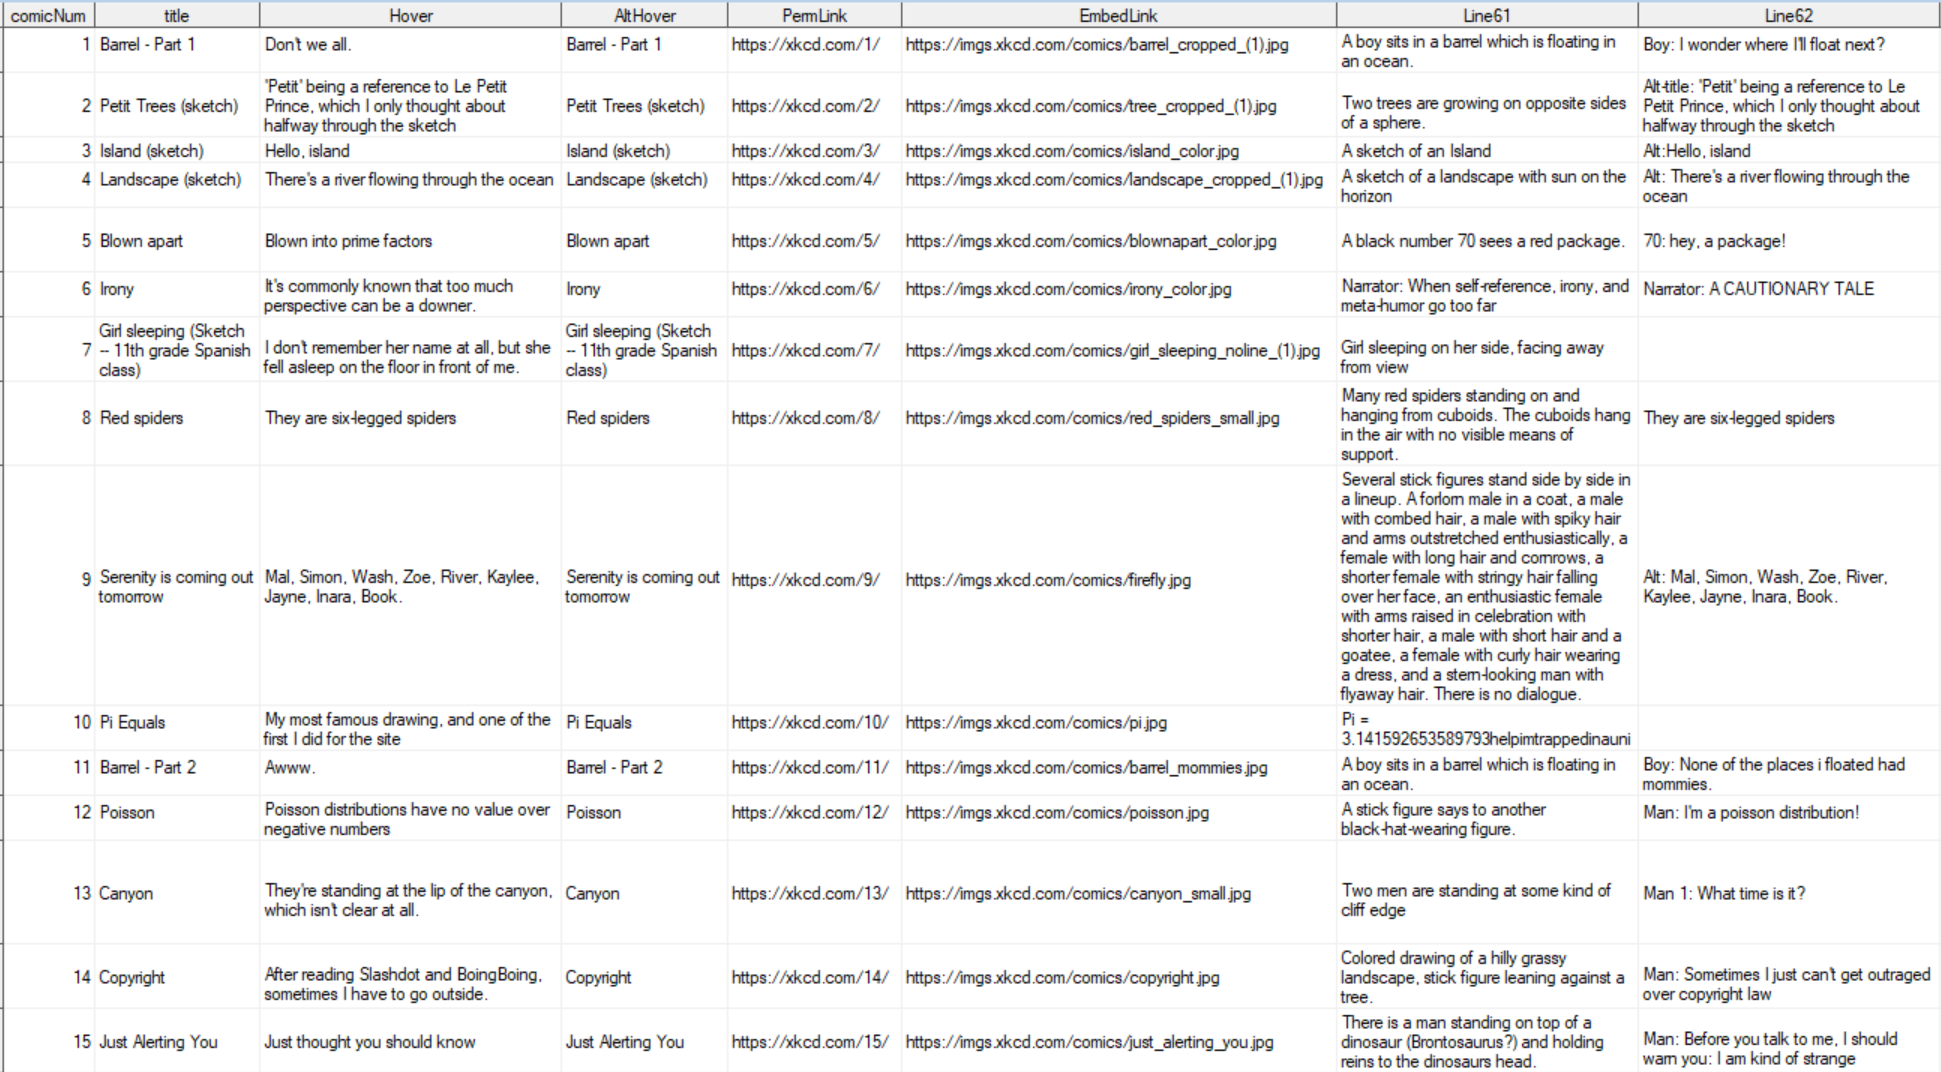 comicNum title Hover AltHover PermLink EmbedLink Line61 Line62
1 Barrel - Part 1 Don't we all. Barrel - Part 1 https://xkcd.com/1/ https://imgs.xkcd.com/comics/barrel_cropped_(1).jpg A boy sits in a barrel which is floating in Boy: I wonder where I'll float next?
an ocean.
'Petit' being a reference to Le Petit Alt-title: 'Petit' being a reference to Le
2 Petit Trees (sketch) Prince, which I only thought about Petit Trees (sketch) https://xkcd.com/2/ https://imgs.xkcd.com/comics/tree_cropped_(1).jpg Two trees are growing on opposite sides Petit Prince, which I only thought about
halfway through the sketch of a sphere. halfway through the sketch
3 Island (sketch) Hello, island Island (sketch) https://xkcd.com/3/ https://imgs.xkcd.com/comics/island_color.jpg A sketch of an Island Alt:Hello, island
4 Landscape (sketch) There's a river flowing through the ocean Landscape (sketch) https://xkcd.com/4/ https://imgs.xkcd.com/comics/landscape_cropped_(1).jpg A sketch of a landscape with sun on the Alt: There's a river flowing through the
horizon ocean
5 Blown apart Blown into prime factors Blown apart https://xkcd.com/5/ https://imgs.xkcd.com/comics/blownapart_color.jpg A black number 70 sees a red package. 70: hey, a package!
6 Irony It's commonly known that too much Irony https://xkcd.com/6/ https://imgs.xkcd.com/comics/irony_color.jpg Narrator: When self-reference, irony, and Narrator: A CAUTIONARY TALE
perspective can be a downer. meta-humor go too far
Girl sleeping (Sketch Girl sleeping (Sketch
7 -- 11th grade Spanish I don't remember her name at all, but she -- 11th grade Spanish https://xkcd.com/7/ https://imgs.xkcd.com/comics/girl_sleeping_noline_(1).jpg Girl sleeping on her side, facing away
class) fell asleep on the floor in front of me. class) from view
Many red spiders standing on and
8 Red spiders They are six-legged spiders Red spiders https://xkcd.com/8/ https://imgs.xkcd.com/comics/red_spiders_small.jpg hanging from cuboids. The cuboids hang They are six-legged spiders
in the air with no visible means of
support.
Several stick figures stand side by side in
a lineup. A forlorn male in a coat, a male
with combed hair, a male with spiky hair
and arms outstretched enthusiastically, a
female with long hair and cornrows, a
9 Serenity is coming out Mal, Simon, Wash, Zoe, River, Kaylee, Serenity is coming out https://xkcd.com/9/ https://imgs.xkcd.com/comics/firefly.jpg shorter female with stringy hair falling Alt: Mal, Simon, Wash, Zoe, River,
tomorrow Jayne, Inara, Book. tomorrow over her face, an enthusiastic female Kaylee, Jayne, Inara, Book.
with arms raised in celebration with
shorter hair, a male with short hair and a
goatee, a female with curly hair wearing
a dress, and a stern-looking man with
flyaway hair. There is no dialogue.
10 Pi Equals My most famous drawing, and one of the Pi Equals https://xkcd.com/10/ https://imgs.xkcd.com/comics/pi.jpg Pi =
first I did for the site 3.141592653589793helpimtrappedinauni
11 Barrel - Part 2 Awww. Barrel - Part 2 https://xkcd.com/11/ https://imgs.xkcd.com/comics/barrel_mommies.jpg A boy sits in a barrel which is floating in Boy: None of the places i floated had
an ocean. mommies.
12 Poisson Poisson distributions have no value over Poisson https://xkcd.com/12/ https://imgs.xkcd.com/comics/poisson.jpg A stick figure says to another Man: I'm a poisson distribution!
negative numbers black-hat-wearing figure.
13 Canyon They're standing at the lip of the canyon, Canyon https://xkcd.com/13/ https://imgs.xkcd.com/comics/canyon_small.jpg Two men are standing at some kind of Man 1: What time is it?
which isn't clear at all. cliff edge
Colored drawing of a hilly grassy
14 Copyright After reading Slashdot and BoingBoing, Copyright https://xkcd.com/14/ https://imgs.xkcd.com/comics/copyright.jpg landscape, stick figure leaning against a Man: Sometimes I just can't get outraged
sometimes I have to go outside. tree. over copyright law
There is a man standing on top of a
15 Just Alerting You Just thought you should know Just Alerting You https://xkcd.com/15/ https://imgs.xkcd.com/comics/just_alerting_you.jpg dinosaur (Brontosaurus?) and holding Man: Before you talk to me, I should
reins to the dinosaurs head. warn you: I am kind of strange